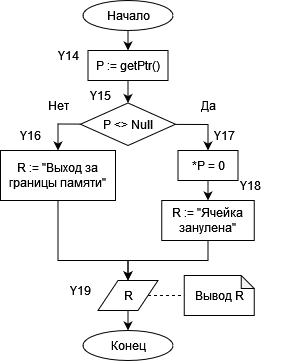 Начало
Y14
P := getPtr()
Y15
Нет
P <> Null
Да
Y16
Y17
R := "Выход за
границы памяти"
*P = 0
Y18
R := "Ячейка
занулена"
Y19
R
Вывод R
Конец